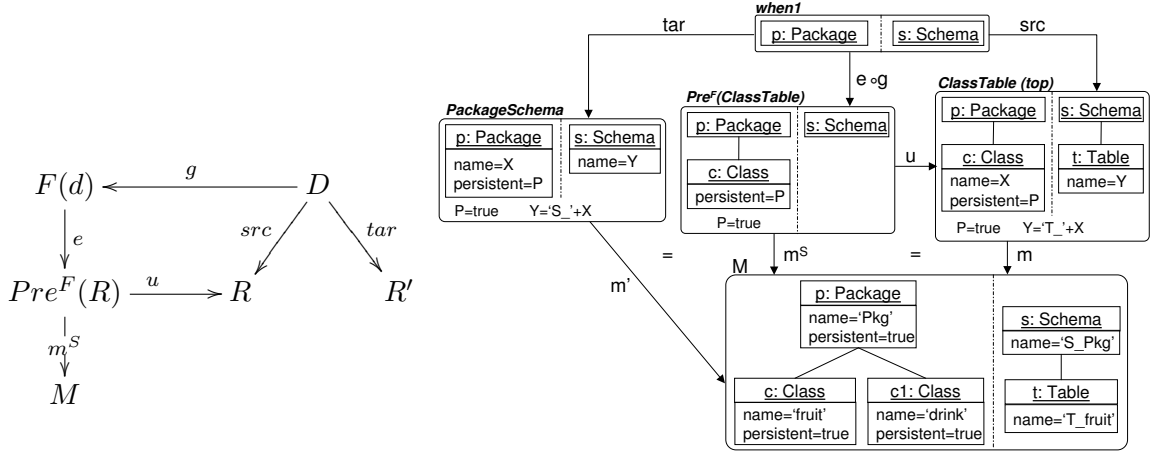 g
F(d)
D
e
src
tar
Pre^F(R)
u
R
R'
m^S
M
when1
p: Package
s: Schema
tar
src
e∘g
PackageSchema
p: Package
name=X
persistent=P
s: Schema
name=Y
P=true
Y='S_'+X
Pre^F(ClassTable)
p: Package
s: Schema
c: Class
persistent=P
P=true
u
ClassTable (top)
p: Package
s: Schema
c: Class
name=X
persistent=P
t: Table
name=Y
P=true
Y='T_'+X
=
m'
m^S
=
m
M
p: Package
name='Pkg'
persistent=true
s: Schema
name='S_Pkg'
c: Class
name='fruit'
persistent=true
c1: Class
name='drink'
persistent=true
t: Table
name='T_fruit'